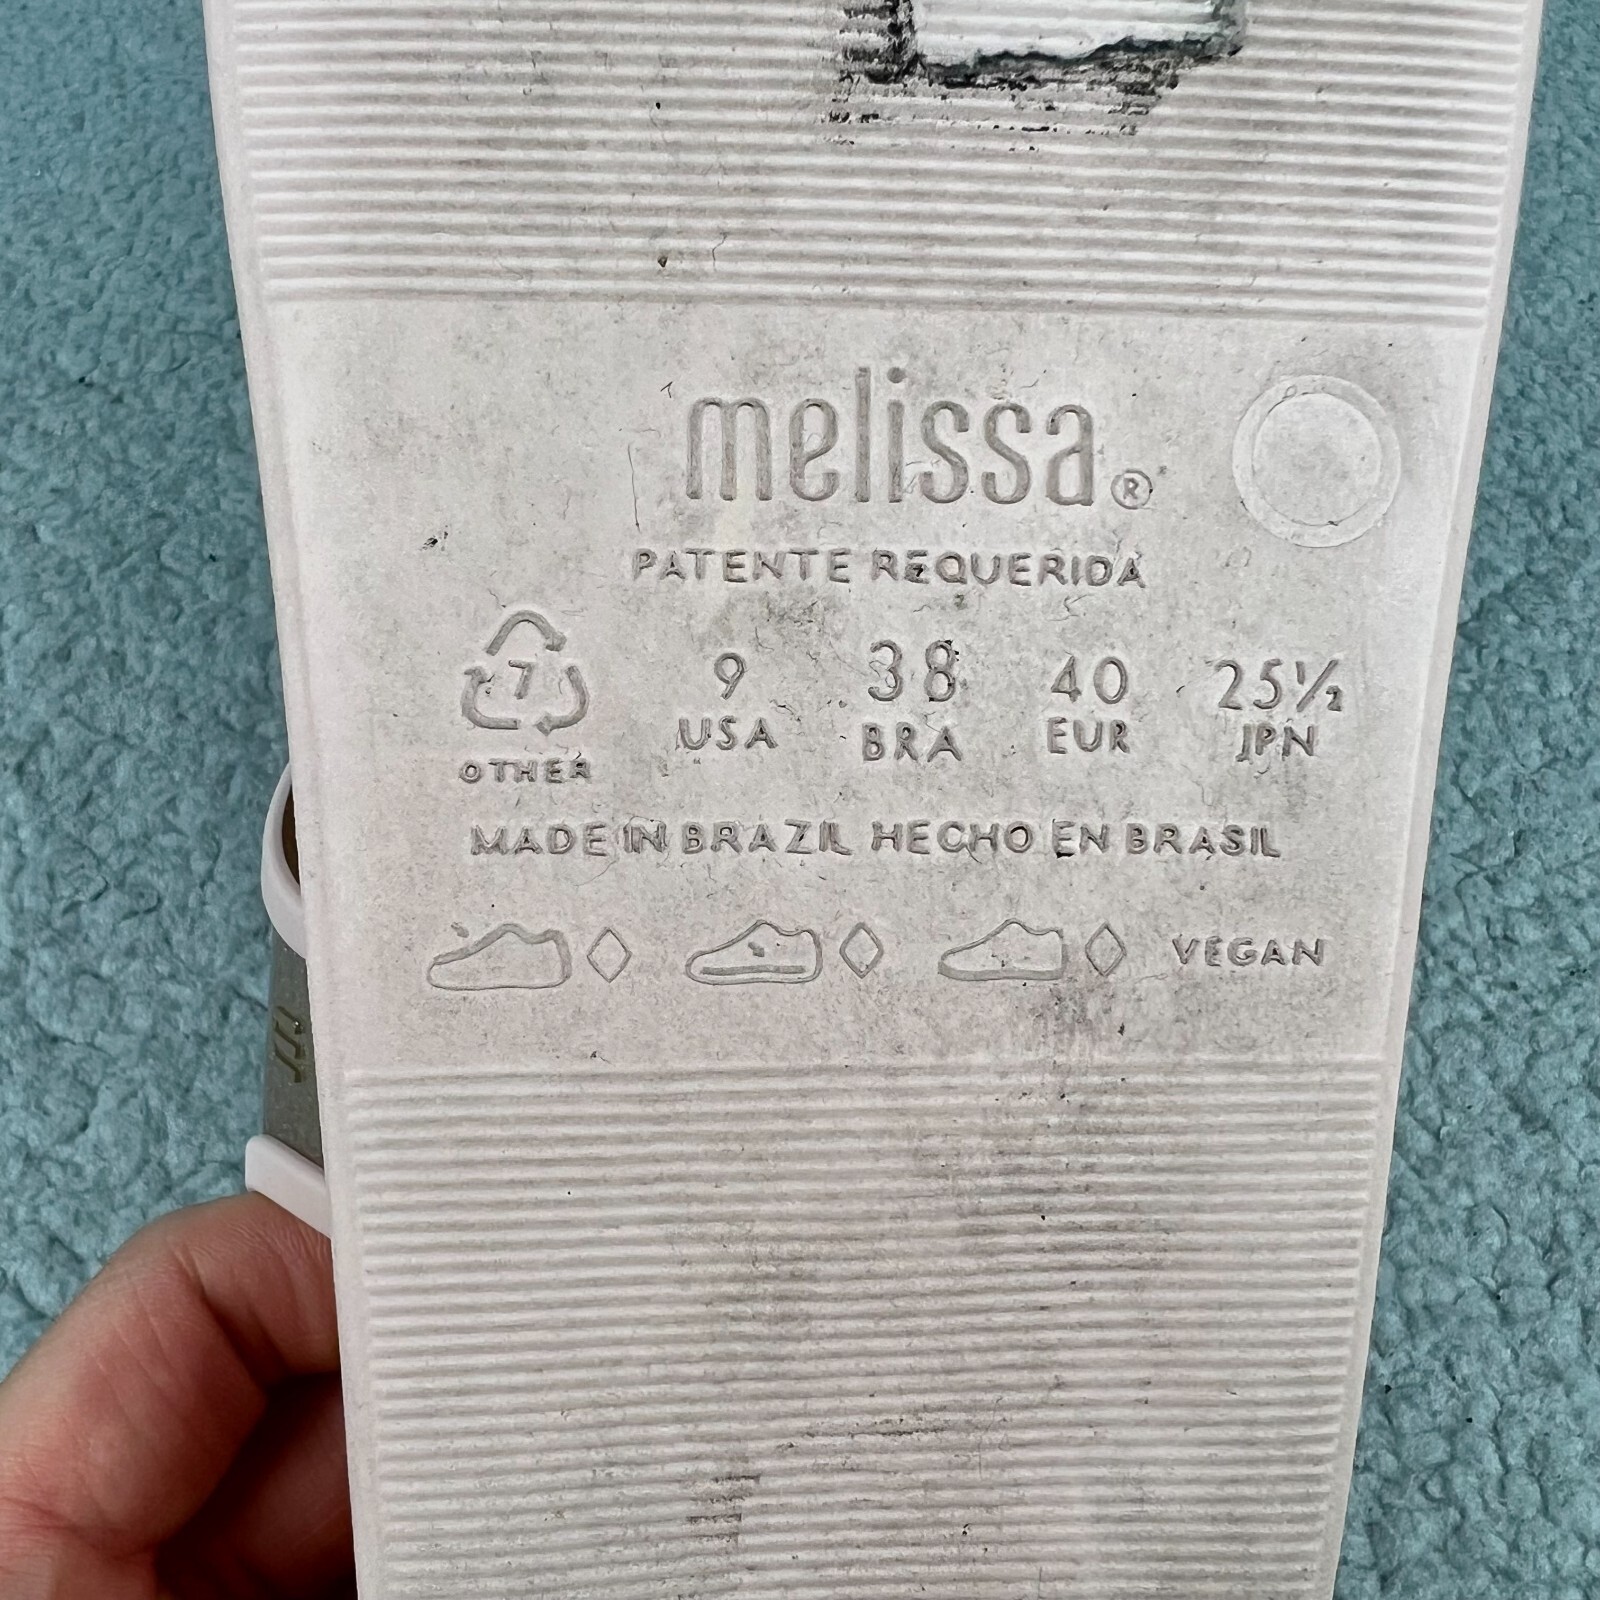 melissa®
PATENTE REQUERIDA
7 9 38 40 25½
OTHER USA BRA EUR JPN
MADE IN BRAZIL HECHO EN BRASIL
VEGAN